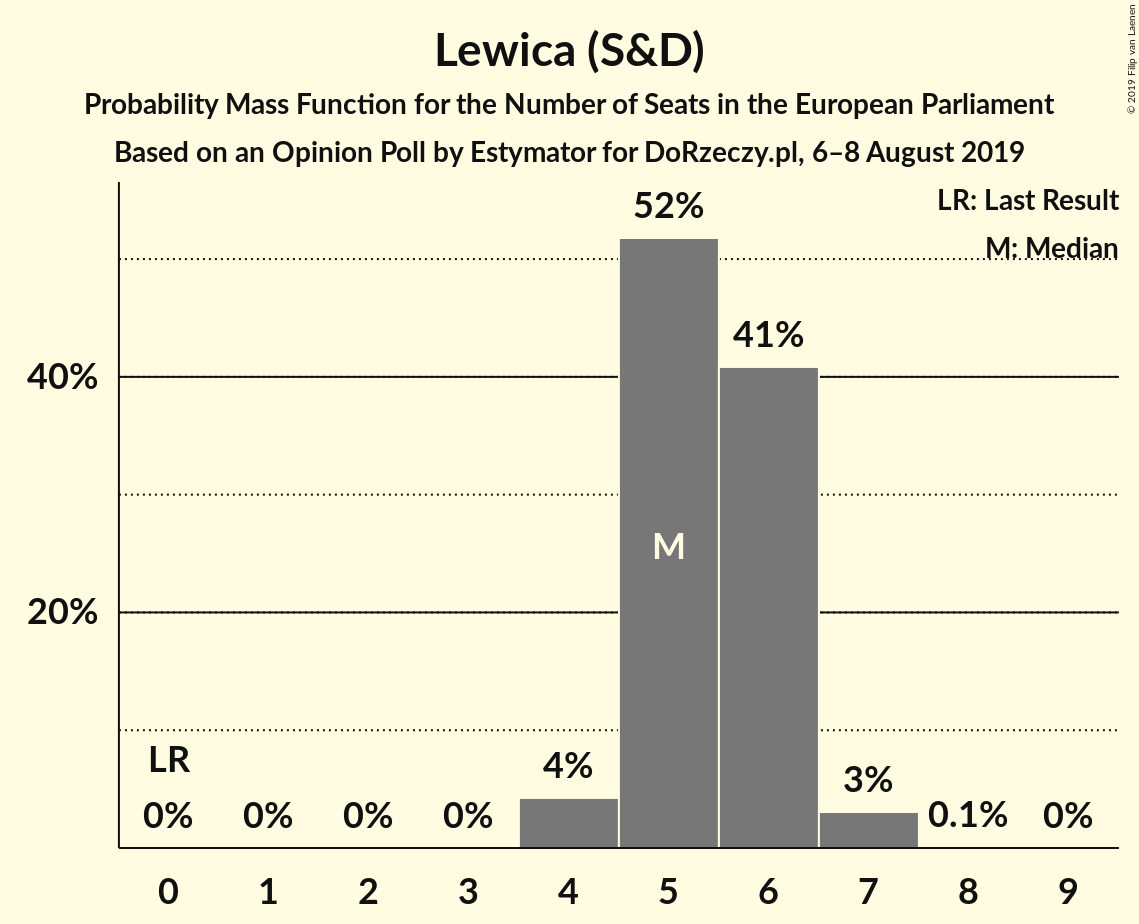 Lewica (S&D)
Probability Mass Function for the Number of Seats in the European Parliament
Based on an Opinion Poll by Estymator for DoRzeczy.pl, 6–8 August 2019
© 2019 Filip van Laenen
LR: Last Result
M: Median
52%
41%
40%
M
20%
LR
4%
3%
0% 0% 0% 0% 0.1% 0%
0 1 2 3 4 5 6 7 8 9